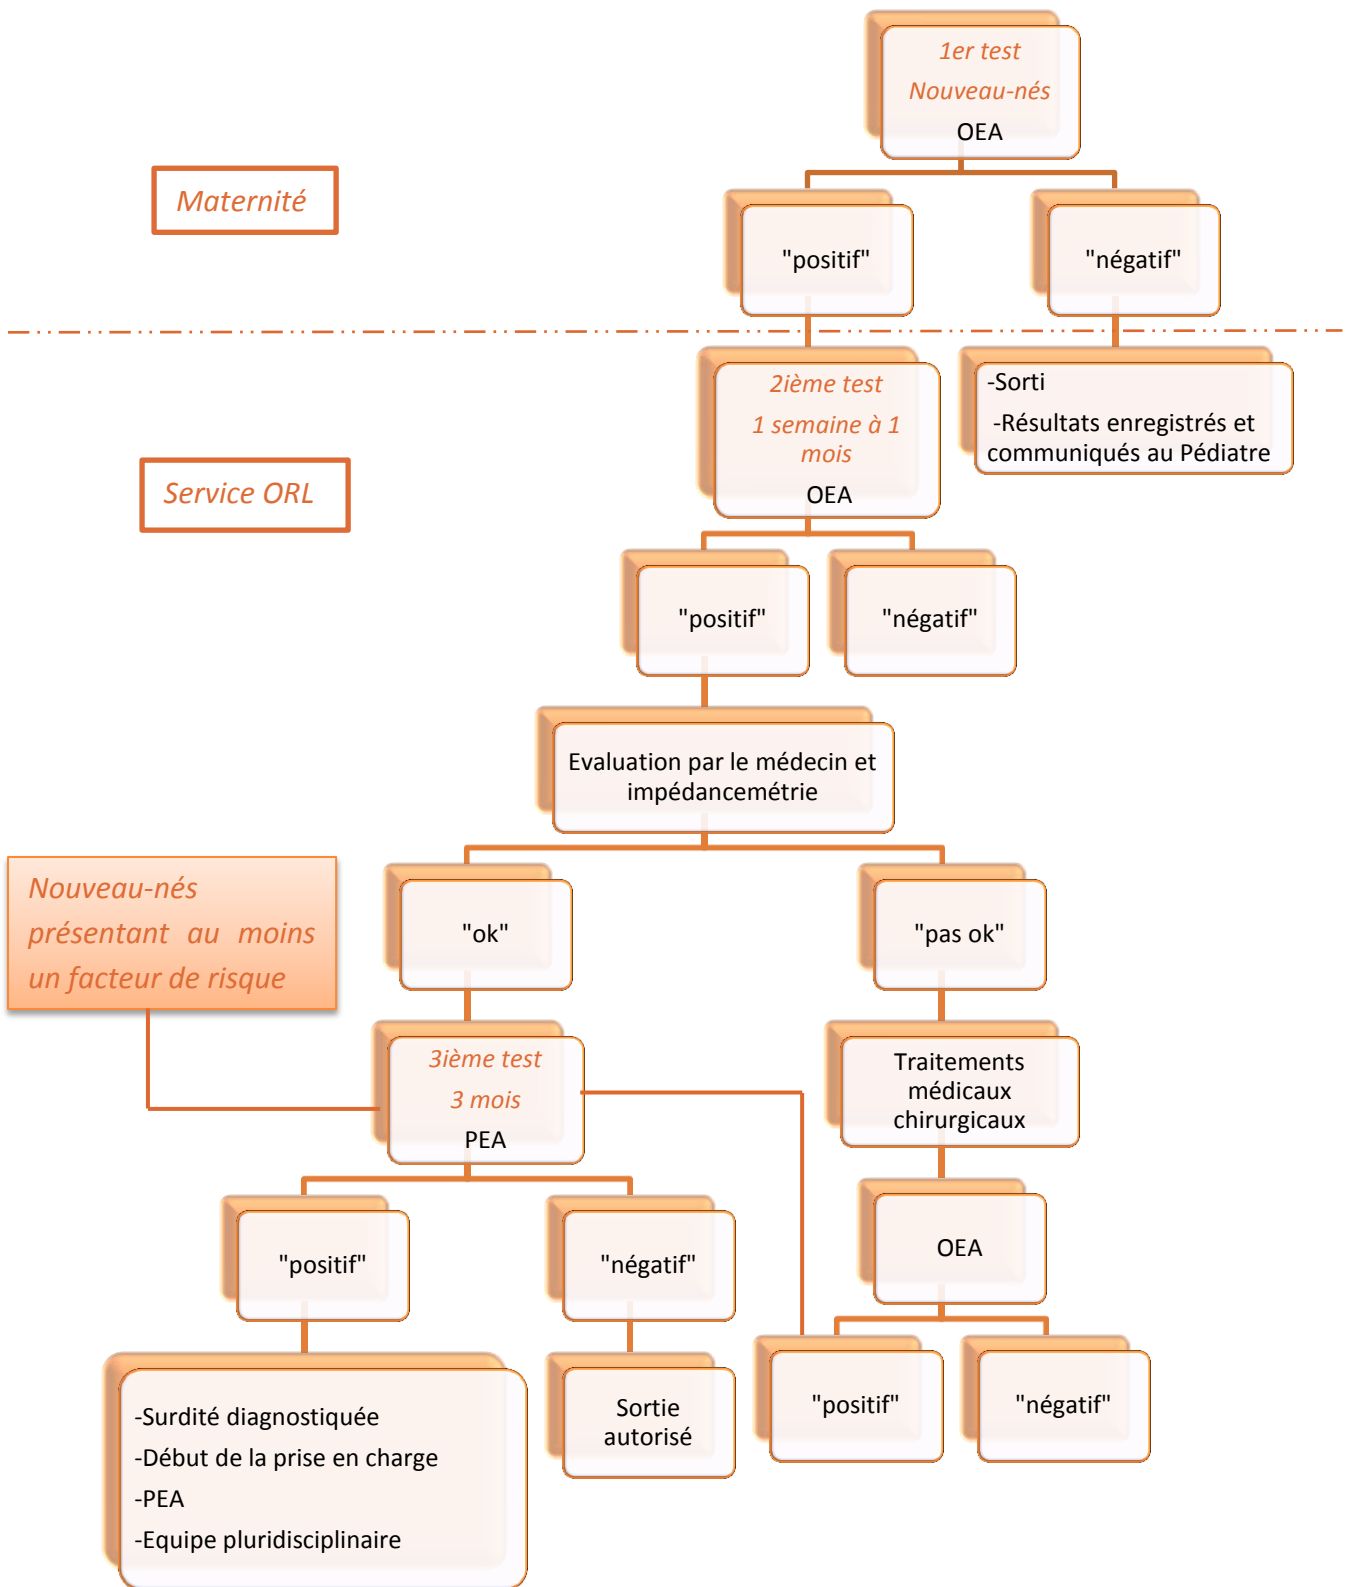 1er test
Nouveau-nés
OEA
Maternité
"positif"
"négatif"
2ième test
1 semaine à 1
mois
OEA
-Sorti
-Résultats enregistrés et
communiqués au Pédiatre
Service ORL
"positif"
"négatif"
Evaluation par le médecin et
impédancemétrie
Nouveau-nés
présentant au moins
un facteur de risque
"ok"
"pas ok"
3ième test
3 mois
PEA
Traitements
médicaux
chirurgicaux
"positif"
"négatif"
OEA
-Surdité diagnostiquée
-Début de la prise en charge
-PEA
-Equipe pluridisciplinaire
Sortie
autorisé
"positif"
"négatif"